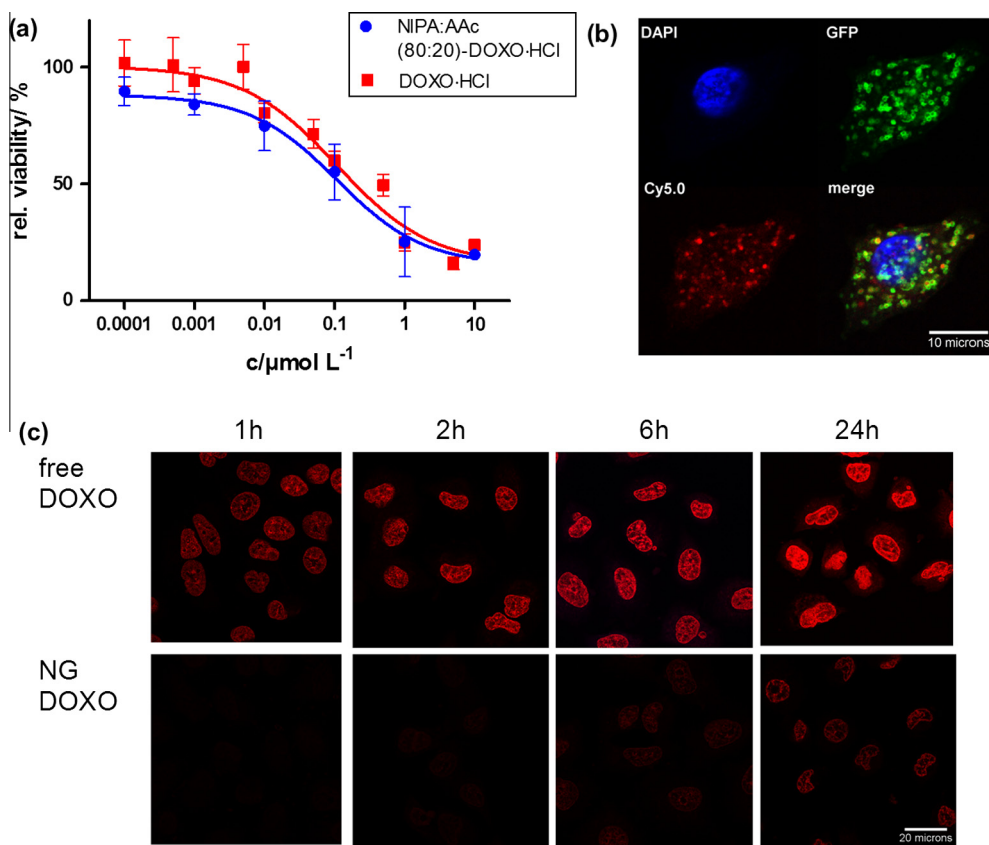 (a)
NIPA:AAc
(80:20)-DOXO·HCl
DOXO·HCl
rel. viability/ %
100
50
0
0.0001 0.001 0.01 0.1 1 10
c/µmol L⁻¹
(b)
DAPI GFP
Cy5.0 merge
10 microns
(c)
1h 2h 6h 24h
free
DOXO
NG
DOXO
20 microns